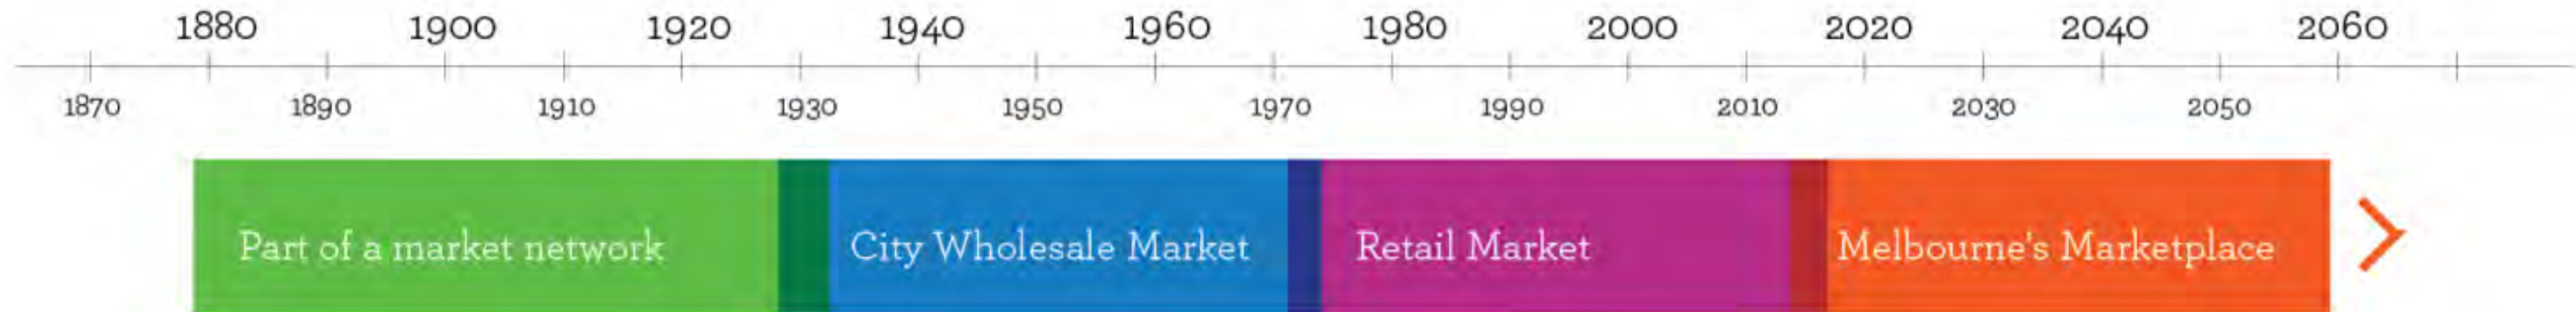 1880 1900 1920 1940 1960 1980 2000 2020 2040 2060
1870 1890 1910 1930 1950 1970 1990 2010 2030 2050
Part of a market network City Wholesale Market Retail Market Melbourne's Marketplace